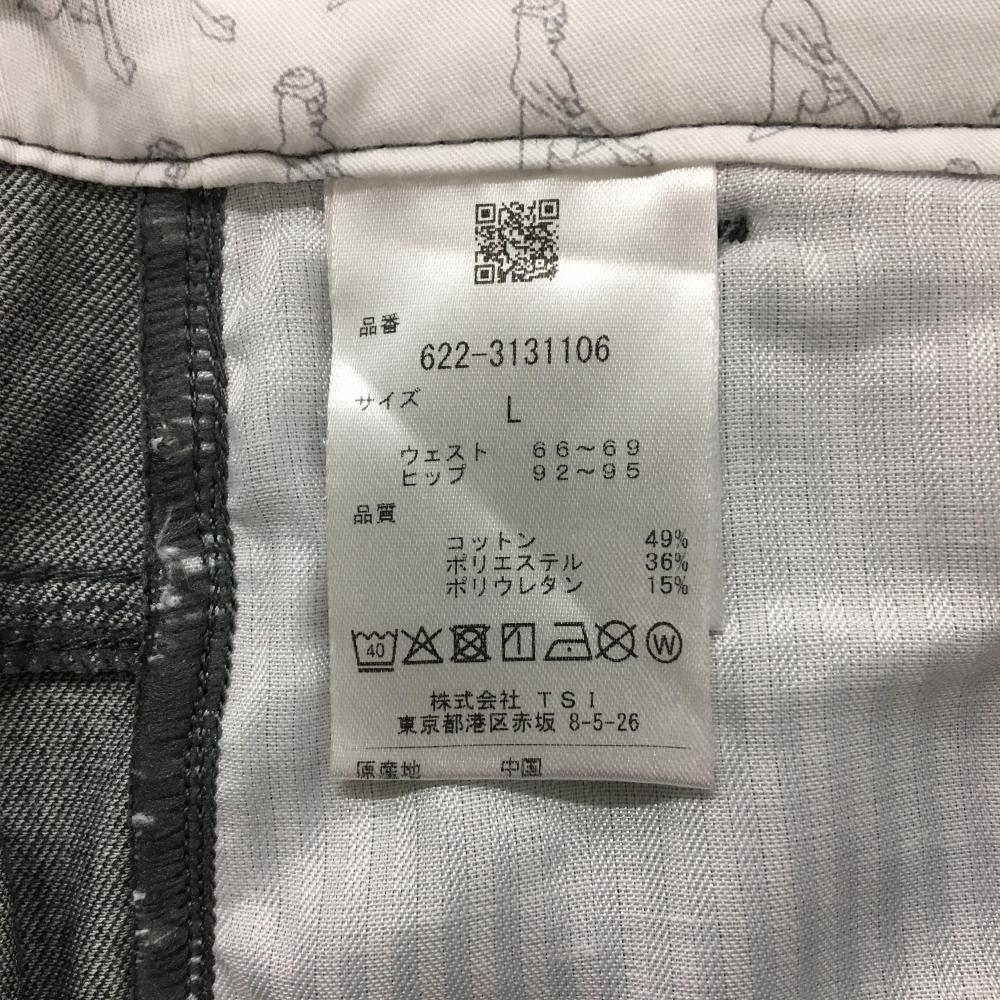 品番
622-3131106
サイズ
L
ウェスト 66～69
ヒップ 92～95
品質
コットン 49%
ポリエステル 36%
ポリウレタン 15%
40
W
株式会社 TSI
東京都港区赤坂 8-5-26
原産地 中国